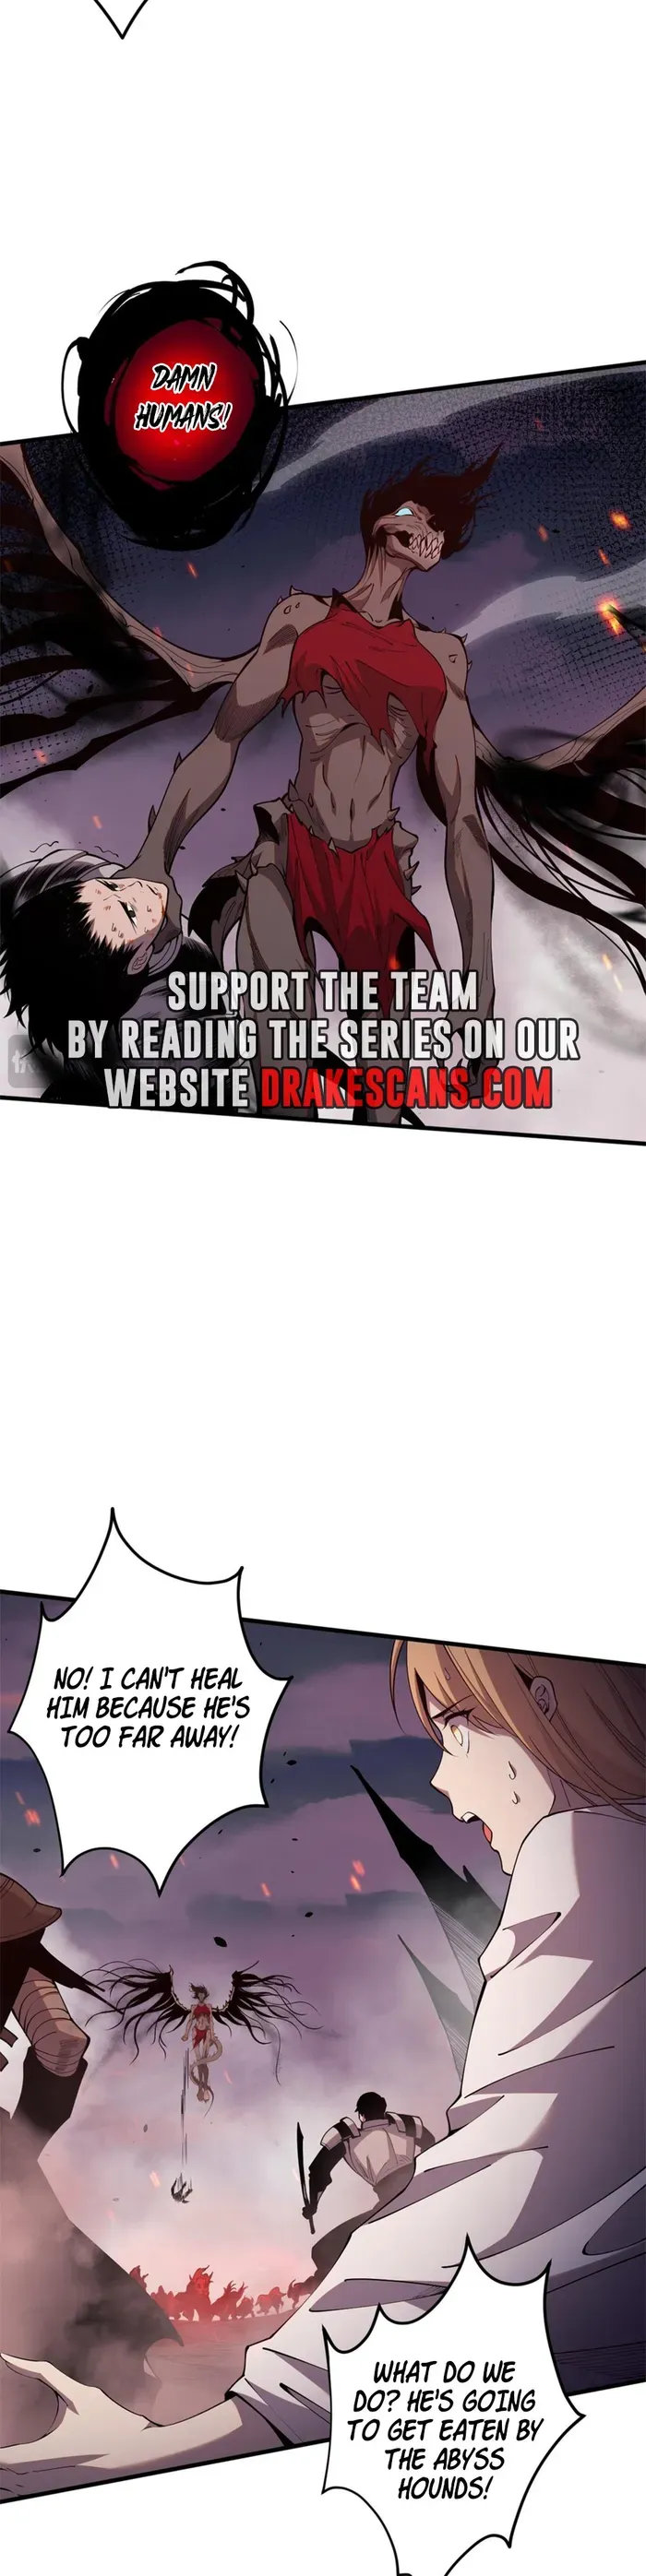 DAMN
HUMANS!
SUPPORT THE TEAM
BY READING THE SERIES ON OUR
WEBSITE DRAKESCANS.COM
NO! I CAN'T HEAL
HIM BECAUSE HE'S
TOO FAR AWAY!
WHAT DO WE
DO? HE'S GOING
TO GET EATEN BY
THE ABYSS
HOUNDS!